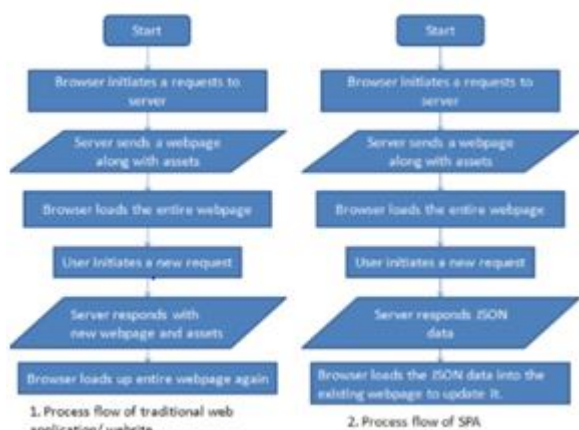 Start
Browser initiates a requests to
server
Server sends a webpage
along with assets
Browser loads the entire webpage
User initiates a new request
Server responds with
new webpage and assets
Browser loads up entire webpage again
1. Process flow of traditional web
application/ website
Start
Browser initiates a requests to
server
Server sends a webpage
along with assets
Browser loads the entire webpage
User initiates a new request
Server responds JSON
data
Browser loads the JSON data into the
existing webpage to update it.
2. Process flow of SPA